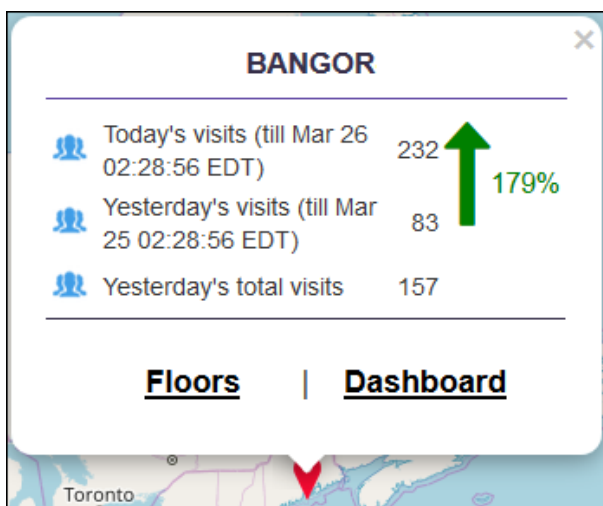 ×
BANGOR
Today's visits (till Mar 26
02:28:56 EDT)
232
179%
Yesterday's visits (till Mar
25 02:28:56 EDT)
83
Yesterday's total visits
157
Floors | Dashboard
Toronto